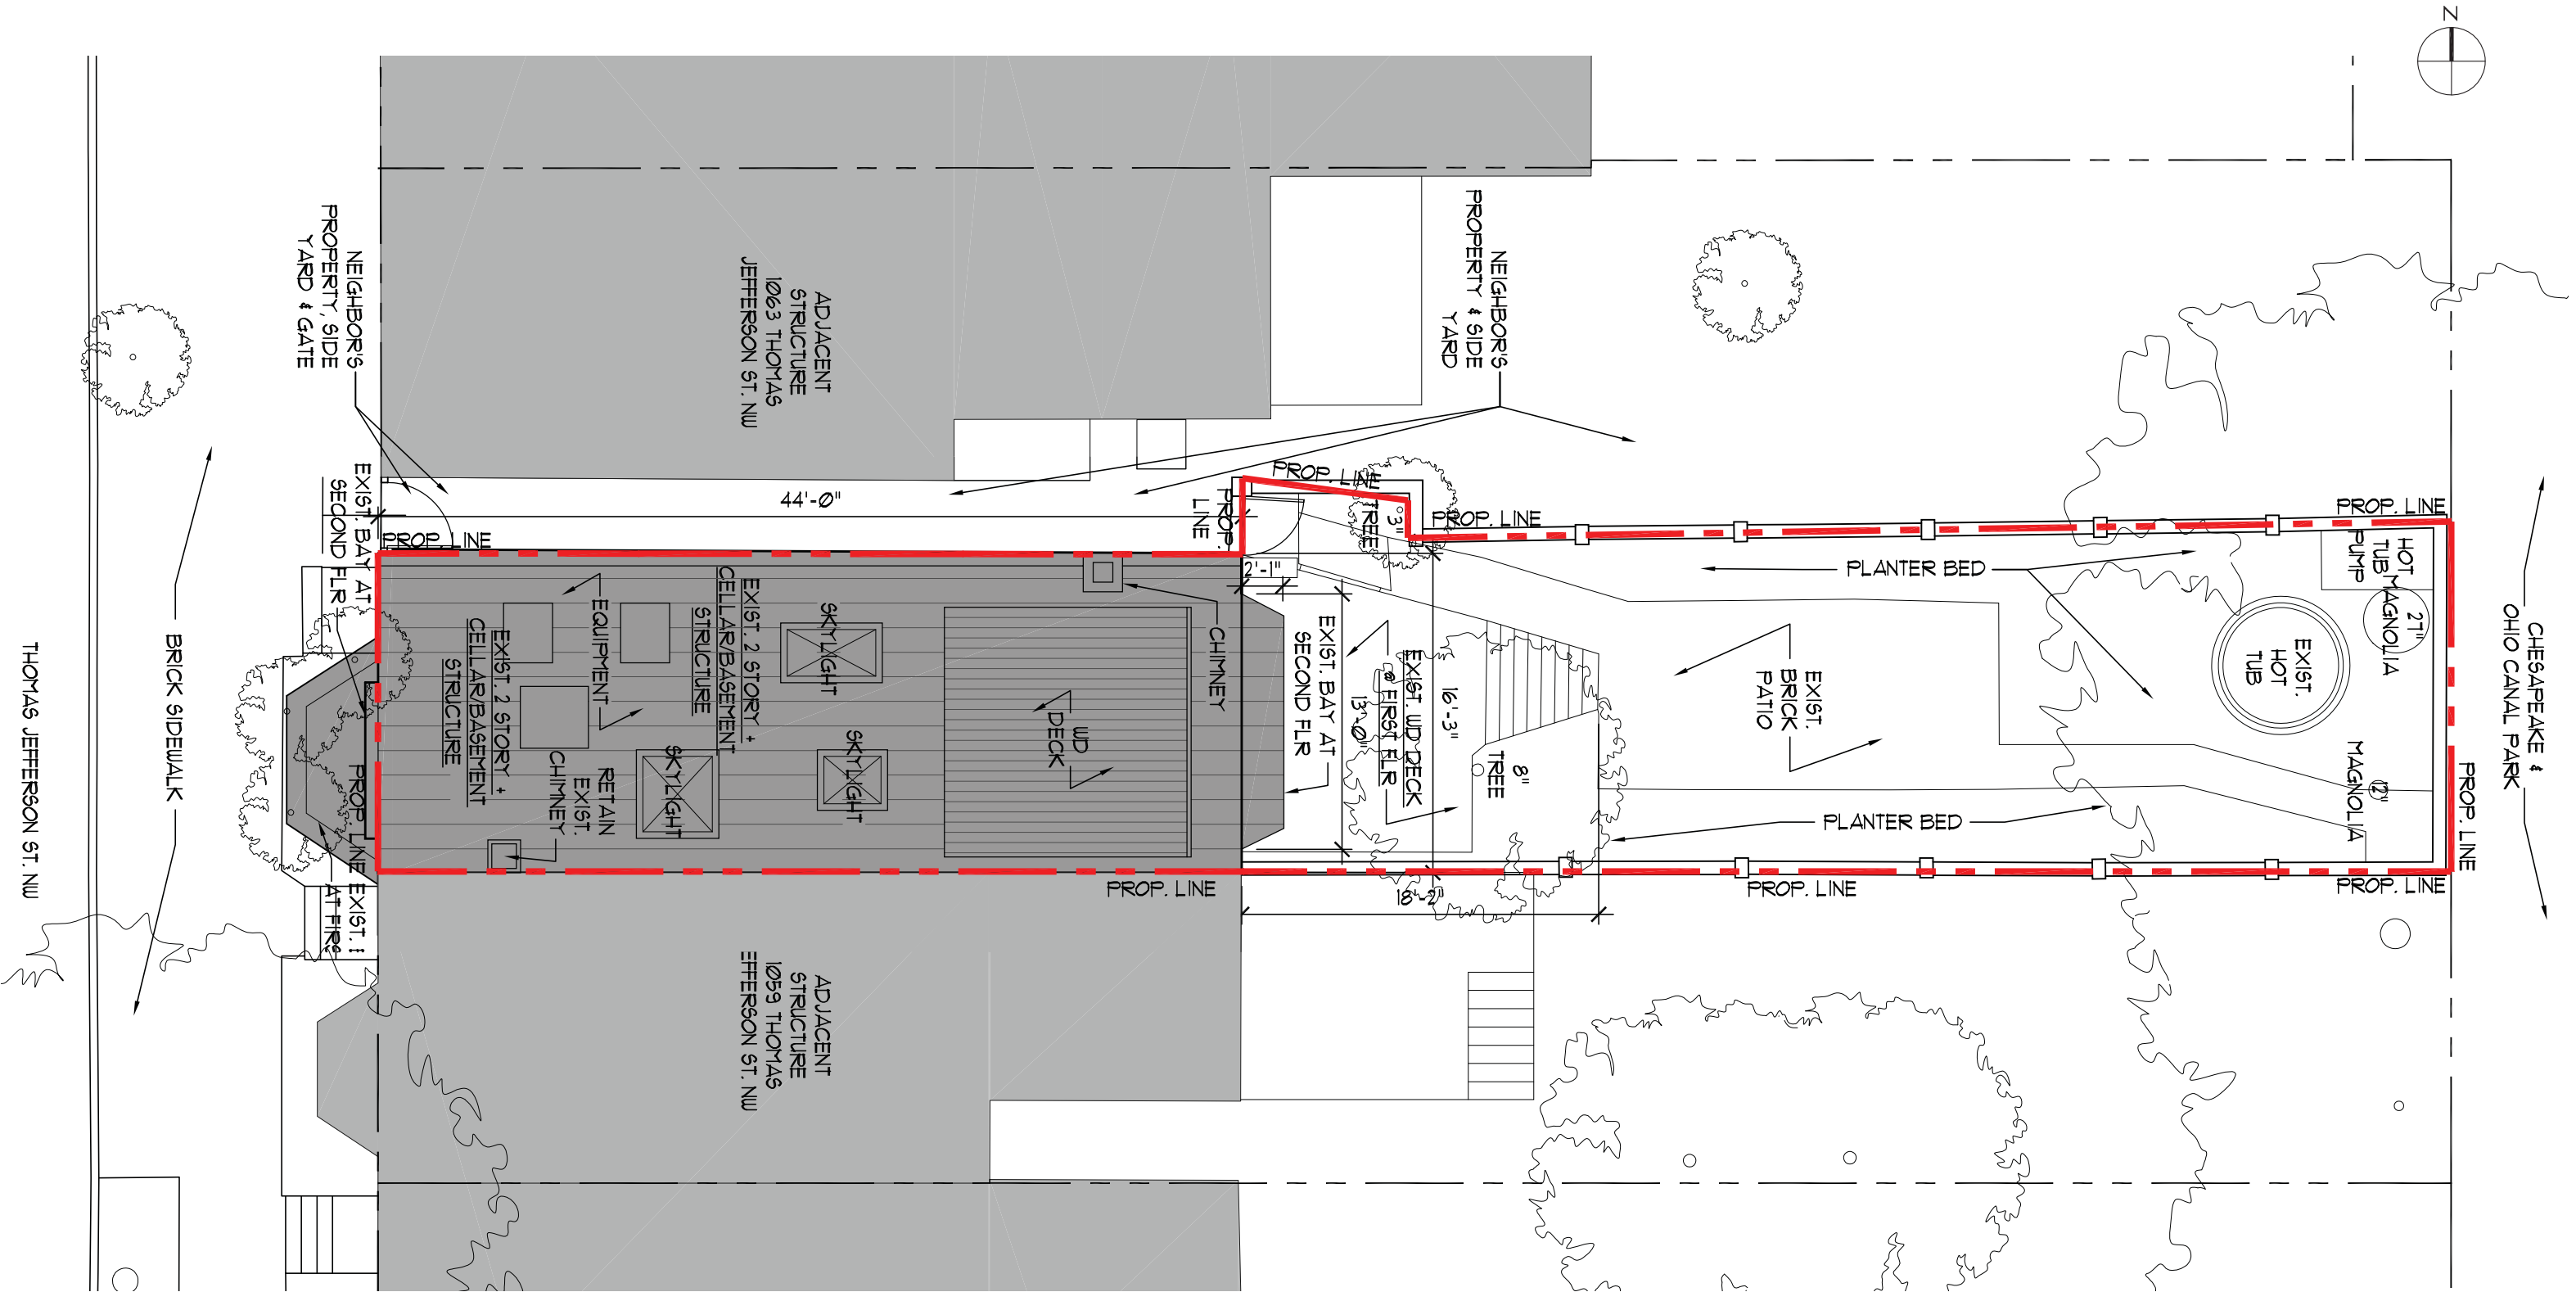 N
THOMAS JEFFERSON ST. NW
BRICK SIDEWALK
NEIGHBOR'S
PROPERTY, SIDE
YARD & GATE
EXIST. BAY AT
SECOND FLR
PROP. LINE
44'-0"
ADJACENT
STRUCTURE
1063 THOMAS
JEFFERSON ST. NW
NEIGHBOR'S
PROPERTY & SIDE
YARD
PROP.
LINE
PROP. LINE
3"
TREE
PROP. LINE
PROP. LINE
CHESAPEAKE &
OHIO CANAL PARK
PROP. LINE
EXIST. 2 STORY +
CELLAR/BASEMENT
STRUCTURE
EXIST. 2 STORY +
CELLAR/BASEMENT
STRUCTURE
EQUIPMENT
SKYLIGHT
SKYLIGHT
SKYLIGHT
RETAIN
EXIST.
CHIMNEY
WD
DECK
CHIMNEY
2'-1"
EXIST. BAY AT
SECOND FLR
13'-0"
EXIST. WD DECK
@ FIRST FLR
16'-3"
8"
TREE
18'-2"
EXIST.
BRICK
PATIO
PLANTER BED
PLANTER BED
HOT
TUB
PUMP
27"
MAGNOLIA
EXIST.
HOT
TUB
12"
MAGNOLIA
PROP. LINE
EXIST.
AT FIRS
PROP. LINE
PROP. LINE
PROP. LINE
ADJACENT
STRUCTURE
1059 THOMAS
EFFERSON ST. NW